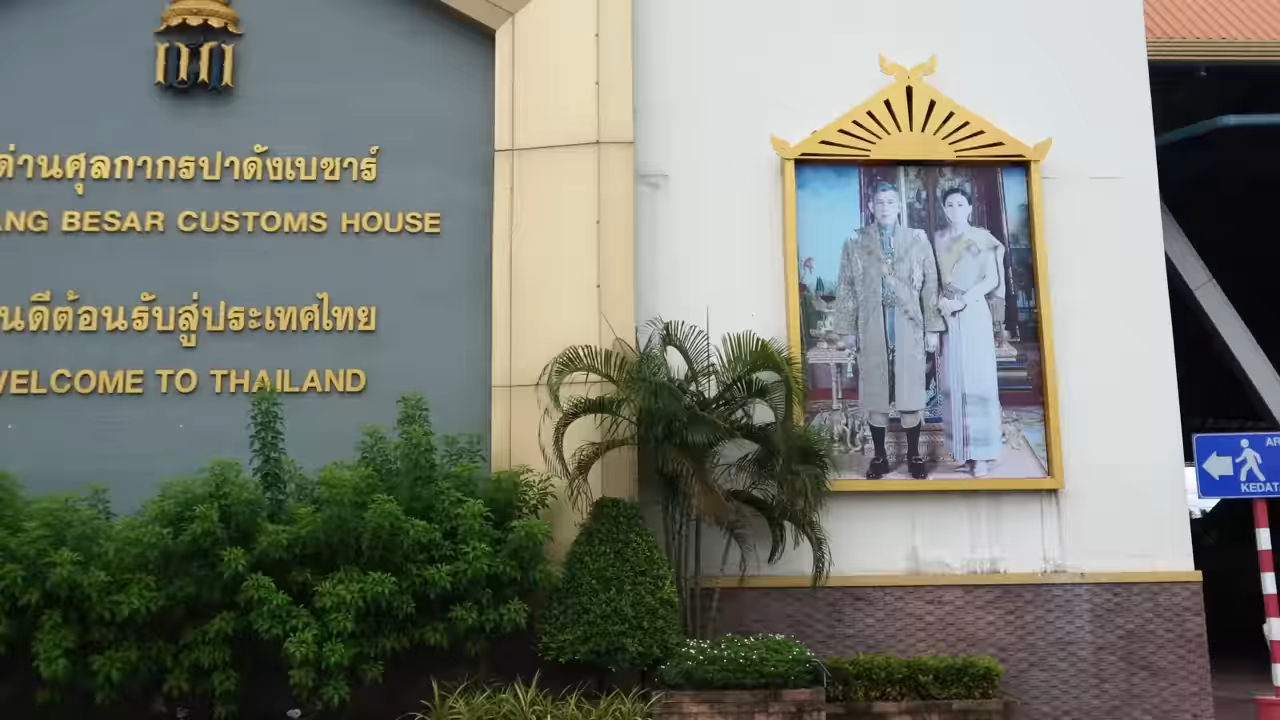 ด่านศุลกากรปาดังเบซาร์
ANG BESAR CUSTOMS HOUSE
นดีต้อนรับสู่ประเทศไทย
WELCOME TO THAILAND
AR
KEDAT